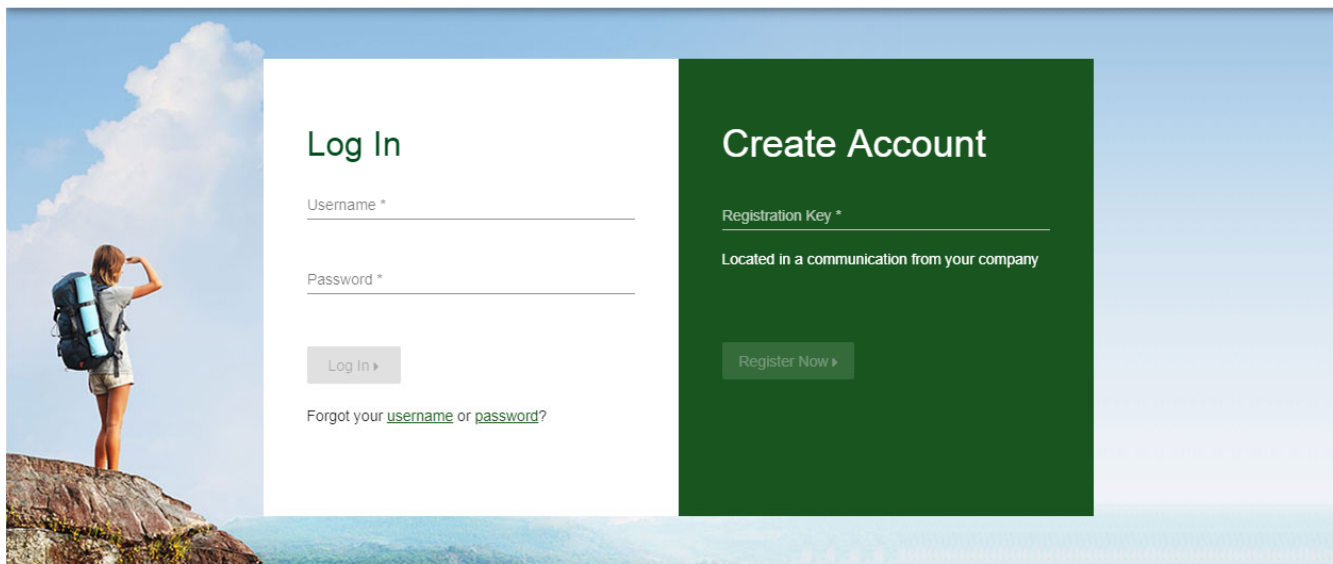 Log In
Username *
Password *
Log In
Forgot your username or password?
Create Account
Registration Key *
Located in a communication from your company
Register Now